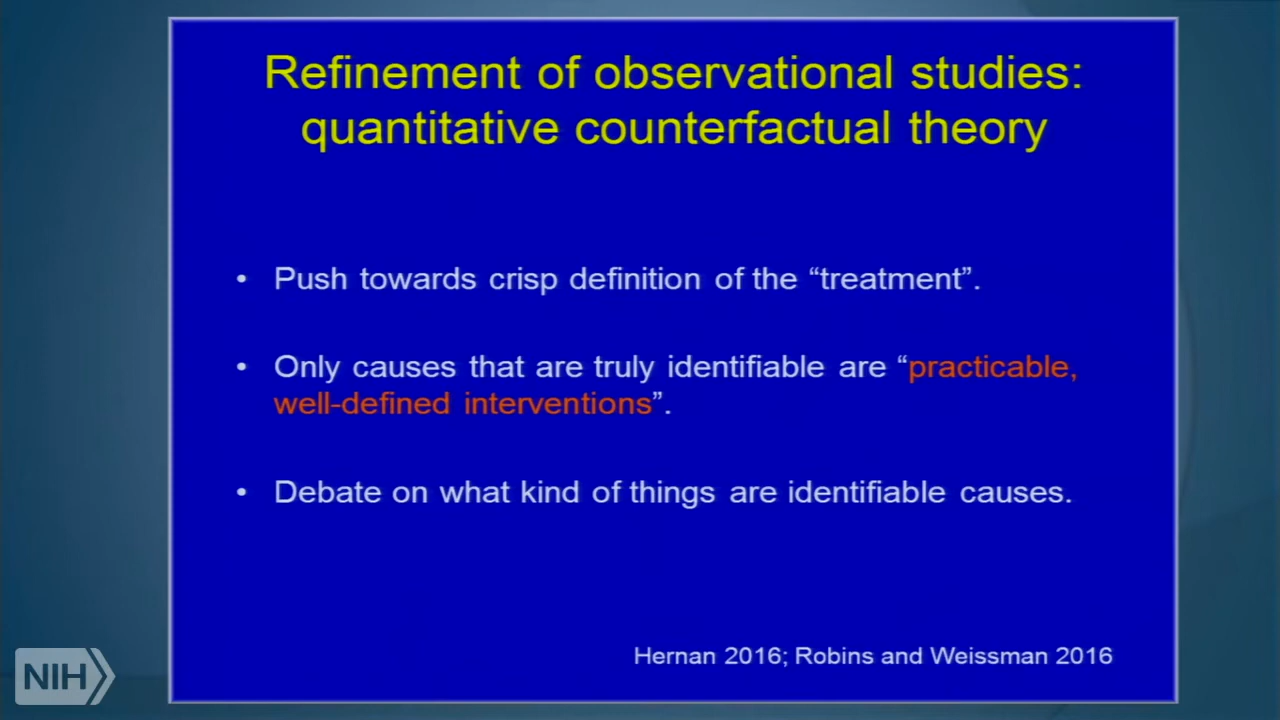 Refinement of observational studies:
quantitative counterfactual theory
• Push towards crisp definition of the “treatment”.
• Only causes that are truly identifiable are “practicable,
well-defined interventions”.
• Debate on what kind of things are identifiable causes.
Hernan 2016; Robins and Weissman 2016
NIH